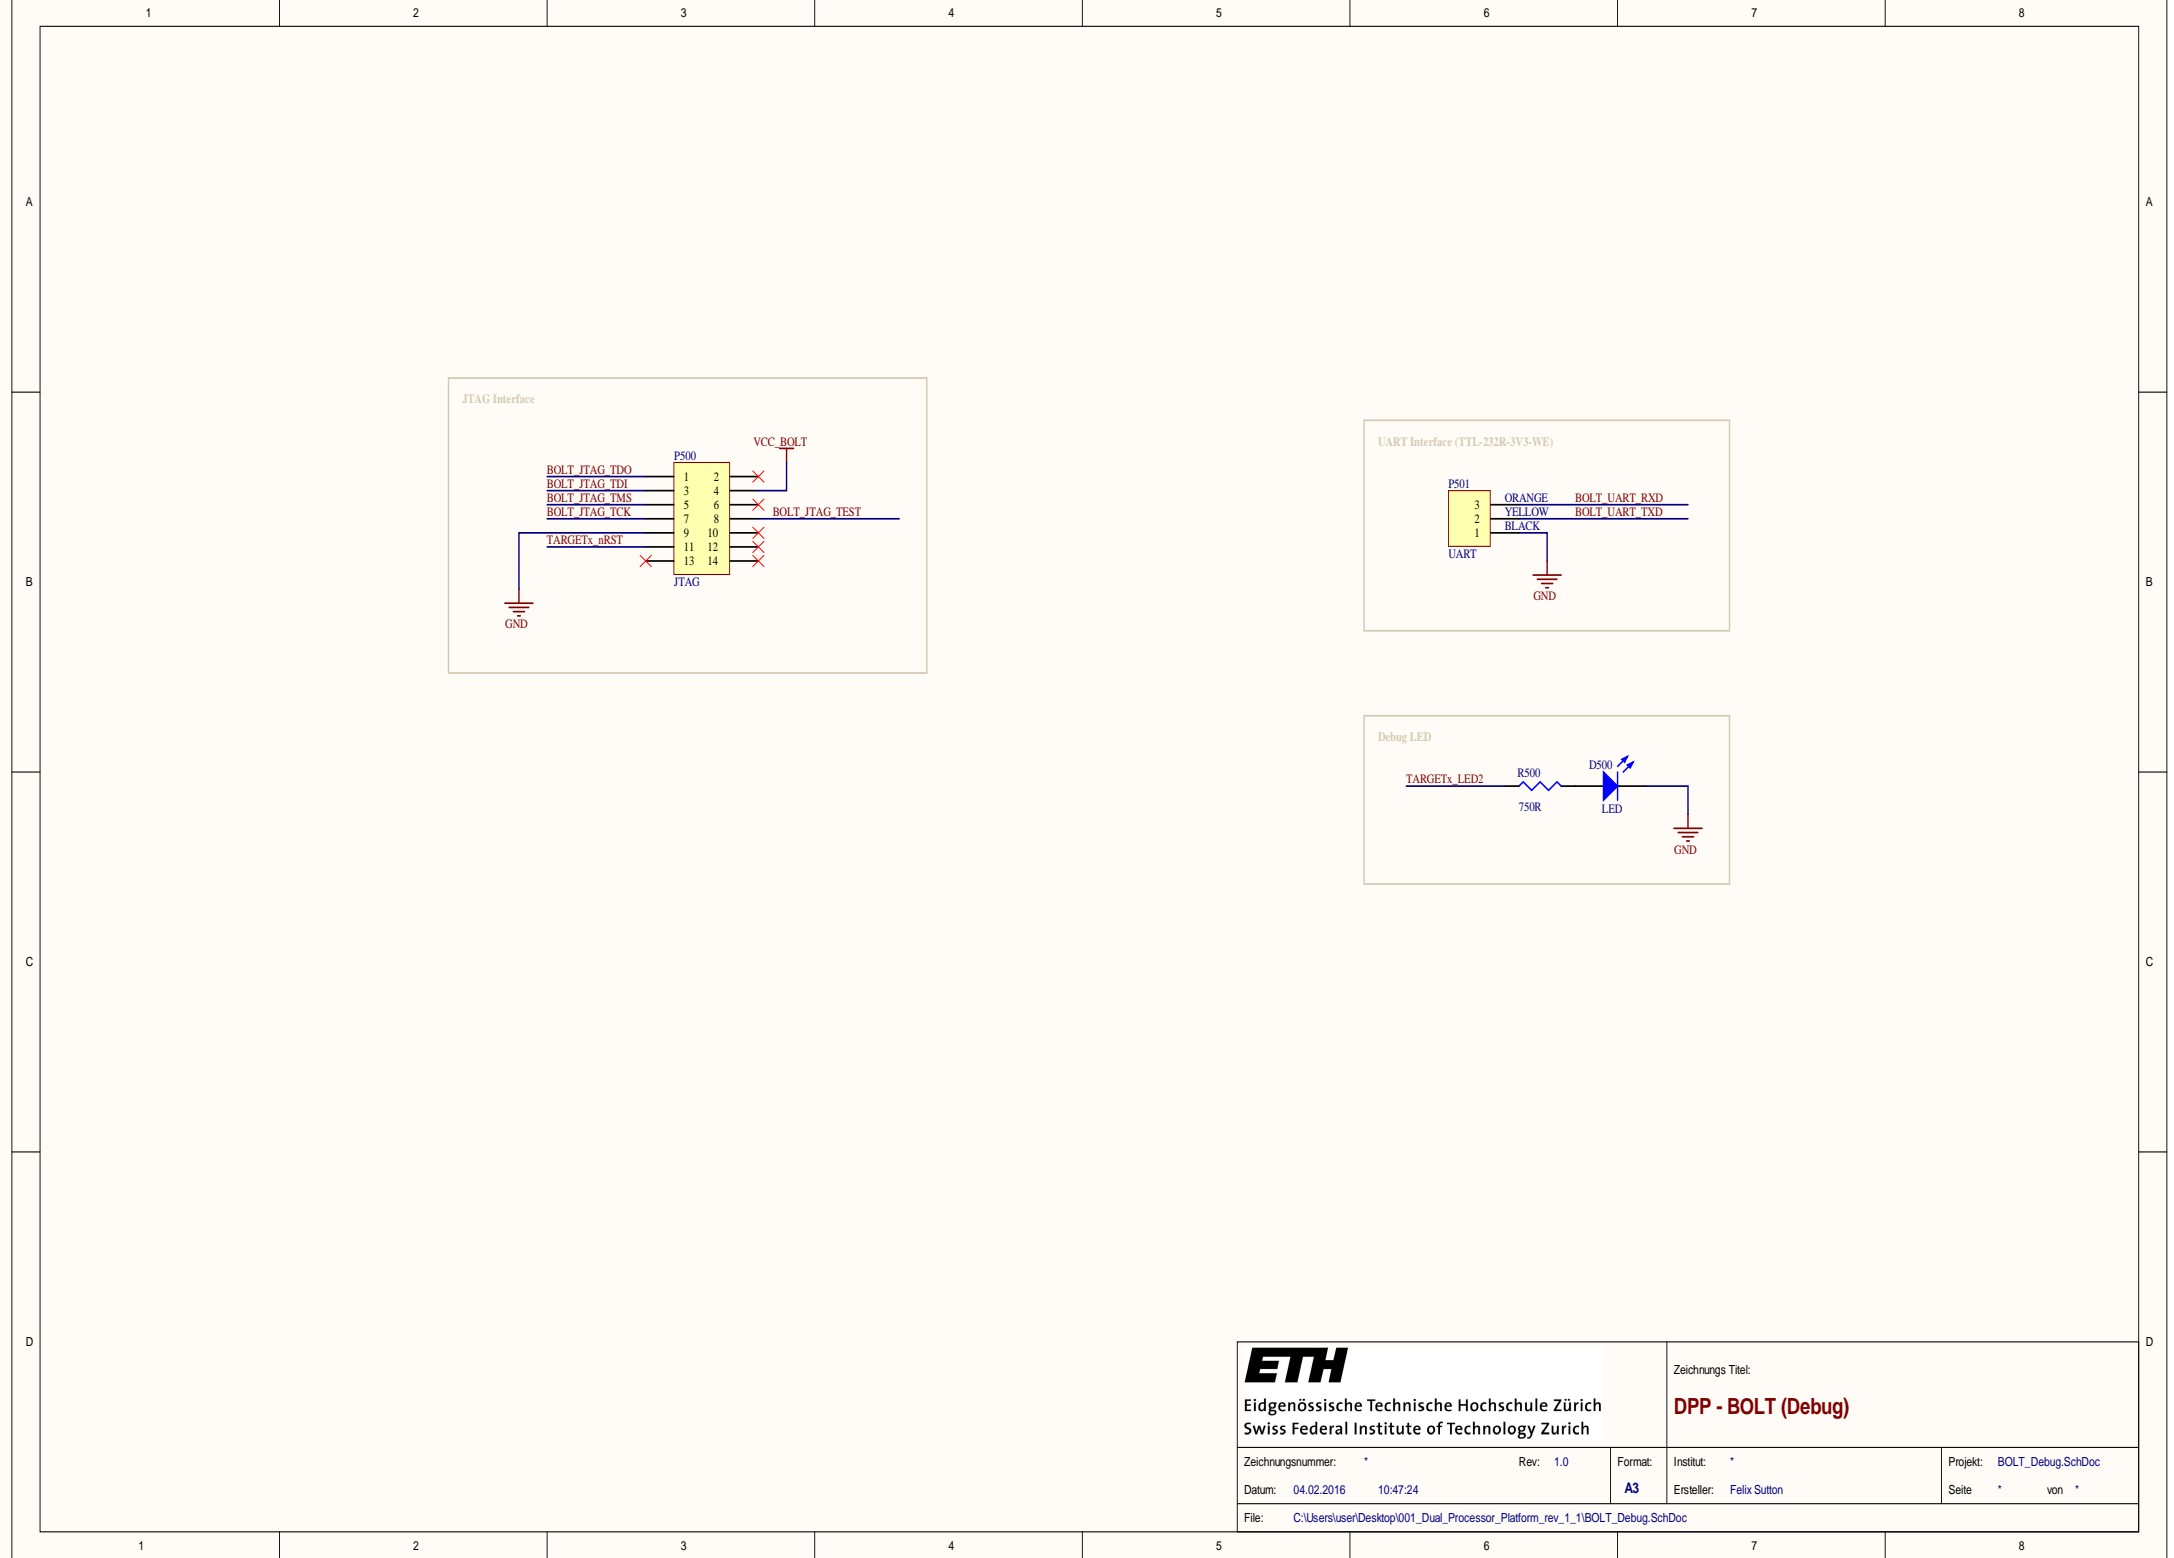 1 2 3 4 5 6 7 8
A A
JTAG Interface
VCC_BOLT
P500
BOLT_JTAG_TDO 1 2
BOLT_JTAG_TDI 3 4
BOLT_JTAG_TMS 5 6
BOLT_JTAG_TCK 7 8 BOLT_JTAG_TEST
9 10
TARGETx_nRST 11 12
13 14
JTAG
GND
UART Interface (TTL-232R-3V3-WE)
P501
3 ORANGE BOLT_UART_RXD
2 YELLOW BOLT_UART_TXD
1 BLACK
UART
GND
B B
Debug LED
TARGETx_LED2 R500 D500
750R LED
GND
C C
D D
ETH
Eidgenössische Technische Hochschule Zürich
Swiss Federal Institute of Technology Zurich
Zeichnungs Titel:
DPP - BOLT (Debug)
Zeichnungsnummer: * Rev: 1.0 Format: Institut: * Projekt: BOLT_Debug.SchDoc
Datum: 04.02.2016 10:47:24 A3 Ersteller: Felix Sutton Seite * von *
File: C:\Users\user\Desktop\001_Dual_Processor_Platform_rev_1_1\BOLT_Debug.SchDoc
1 2 3 4 5 6 7 8